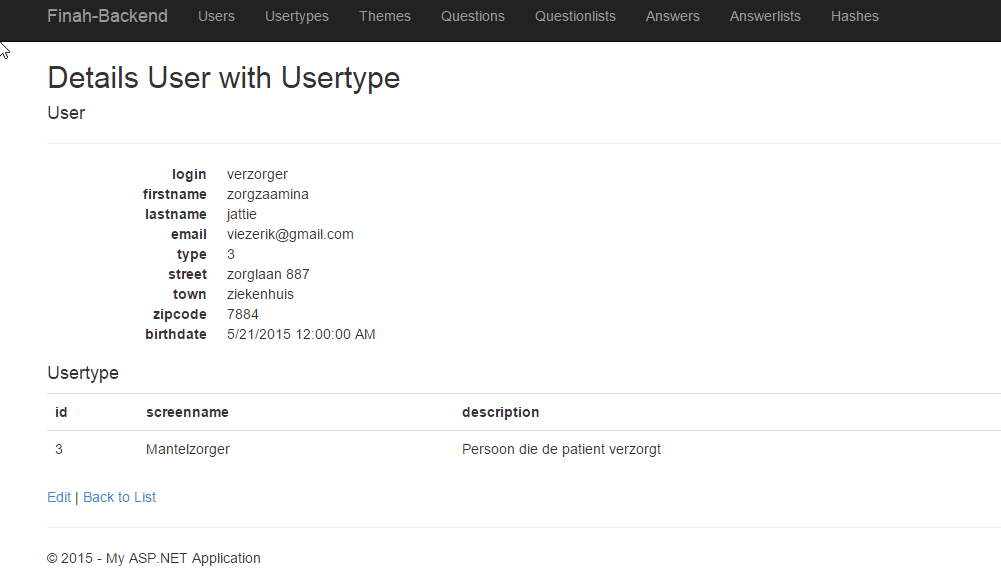 Finah-Backend Users Usertypes Themes Questions Questionlists Answers Answerlists Hashes
Details User with Usertype
User
login verzorger
firstname zorgzaamina
lastname jattie
email viezerik@gmail.com
type 3
street zorglaan 887
town ziekenhuis
zipcode 7884
birthdate 5/21/2015 12:00:00 AM
Usertype
id screenname description
3 Mantelzorger Persoon die de patient verzorgt
Edit | Back to List
© 2015 - My ASP.NET Application